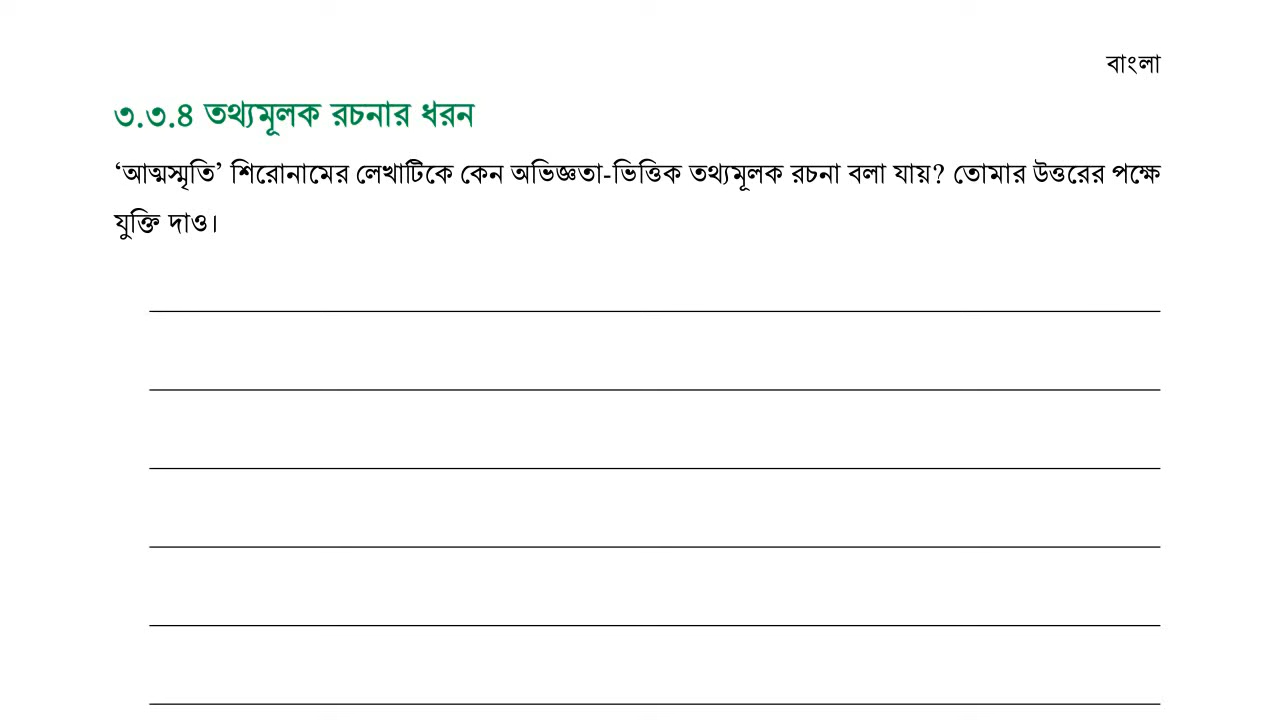 বাংলা
৩.৩.৪ তথ্যমূলক রচনার ধরন
‘আত্মস্মৃতি’ শিরোনামের লেখাটিকে কেন অভিজ্ঞতা-ভিত্তিক তথ্যমূলক রচনা বলা যায়? তোমার উত্তরের পক্ষে
যুক্তি দাও।